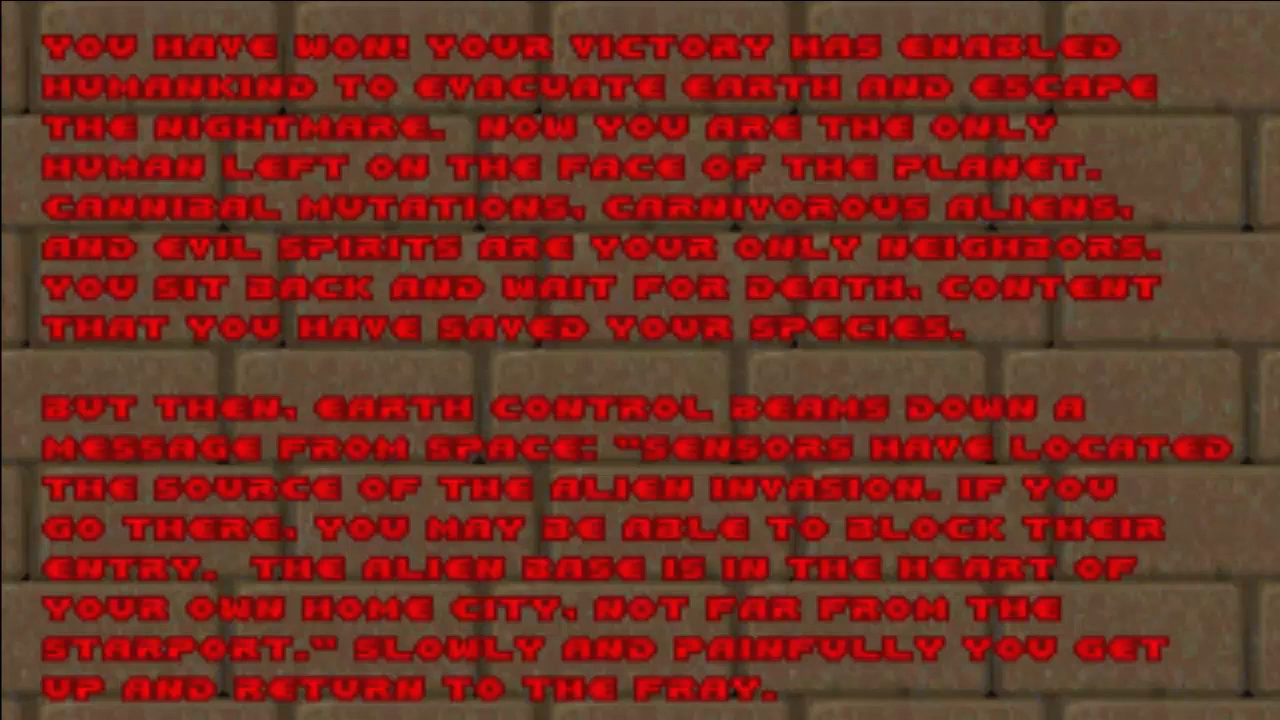 YOU HAVE WON! YOUR VICTORY HAS ENABLED
HUMANKIND TO EVACUATE EARTH AND ESCAPE
THE NIGHTMARE.  NOW YOU ARE THE ONLY
HUMAN LEFT ON THE FACE OF THE PLANET.
CANNIBAL MUTATIONS, CARNIVOROUS ALIENS,
AND EVIL SPIRITS ARE YOUR ONLY NEIGHBORS.
YOU SIT BACK AND WAIT FOR DEATH, CONTENT
THAT YOU HAVE SAVED YOUR SPECIES.

BUT THEN, EARTH CONTROL BEAMS DOWN A
MESSAGE FROM SPACE: "SENSORS HAVE LOCATED
THE SOURCE OF THE ALIEN INVASION. IF YOU
GO THERE, YOU MAY BE ABLE TO BLOCK THEIR
ENTRY.  THE ALIEN BASE IS IN THE HEART OF
YOUR OWN HOME CITY, NOT FAR FROM THE
STARPORT." SLOWLY AND PAINFULLY YOU GET
UP AND RETURN TO THE FRAY.